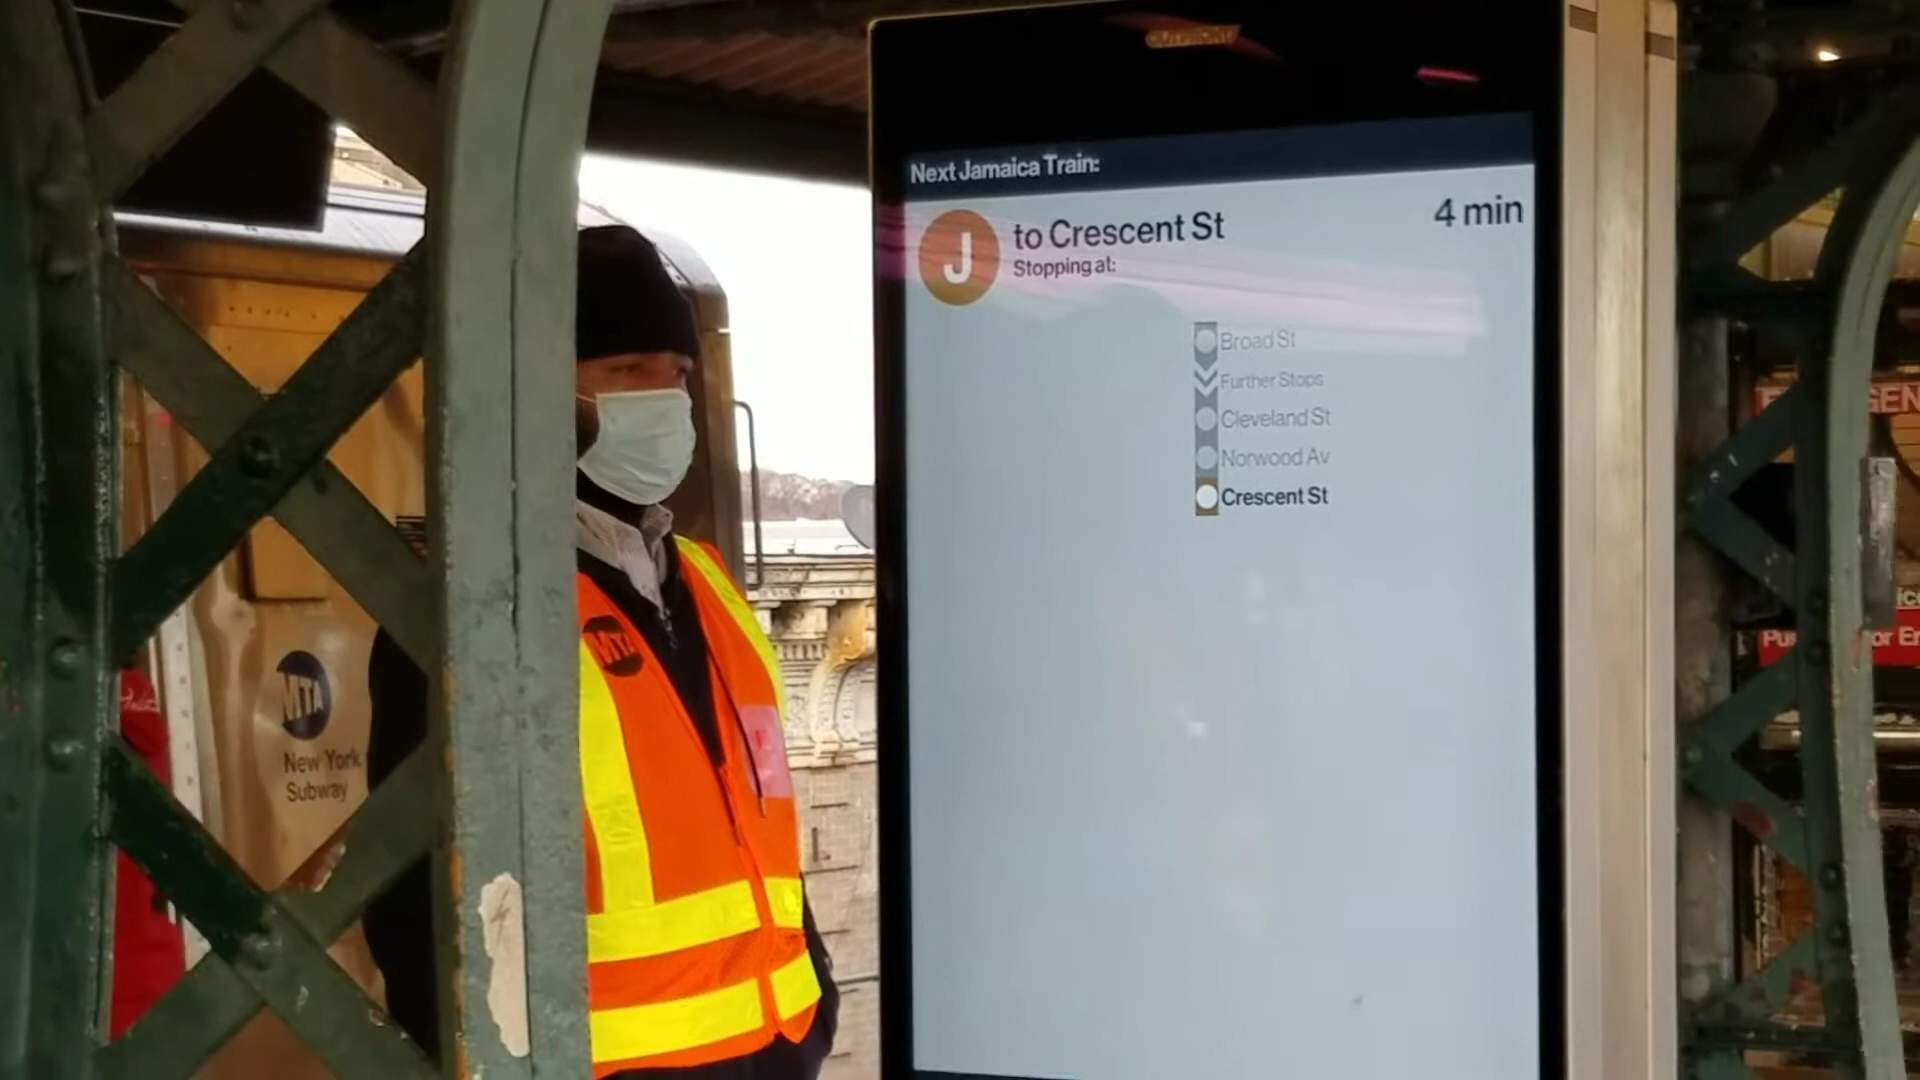 OUTFRONT/
Next Jamaica Train:
J
to Crescent St
4 min
Stopping at:
Broad St
Further Stops
Cleveland St
Norwood Av
Crescent St
MTA
MTA
New York
Subway